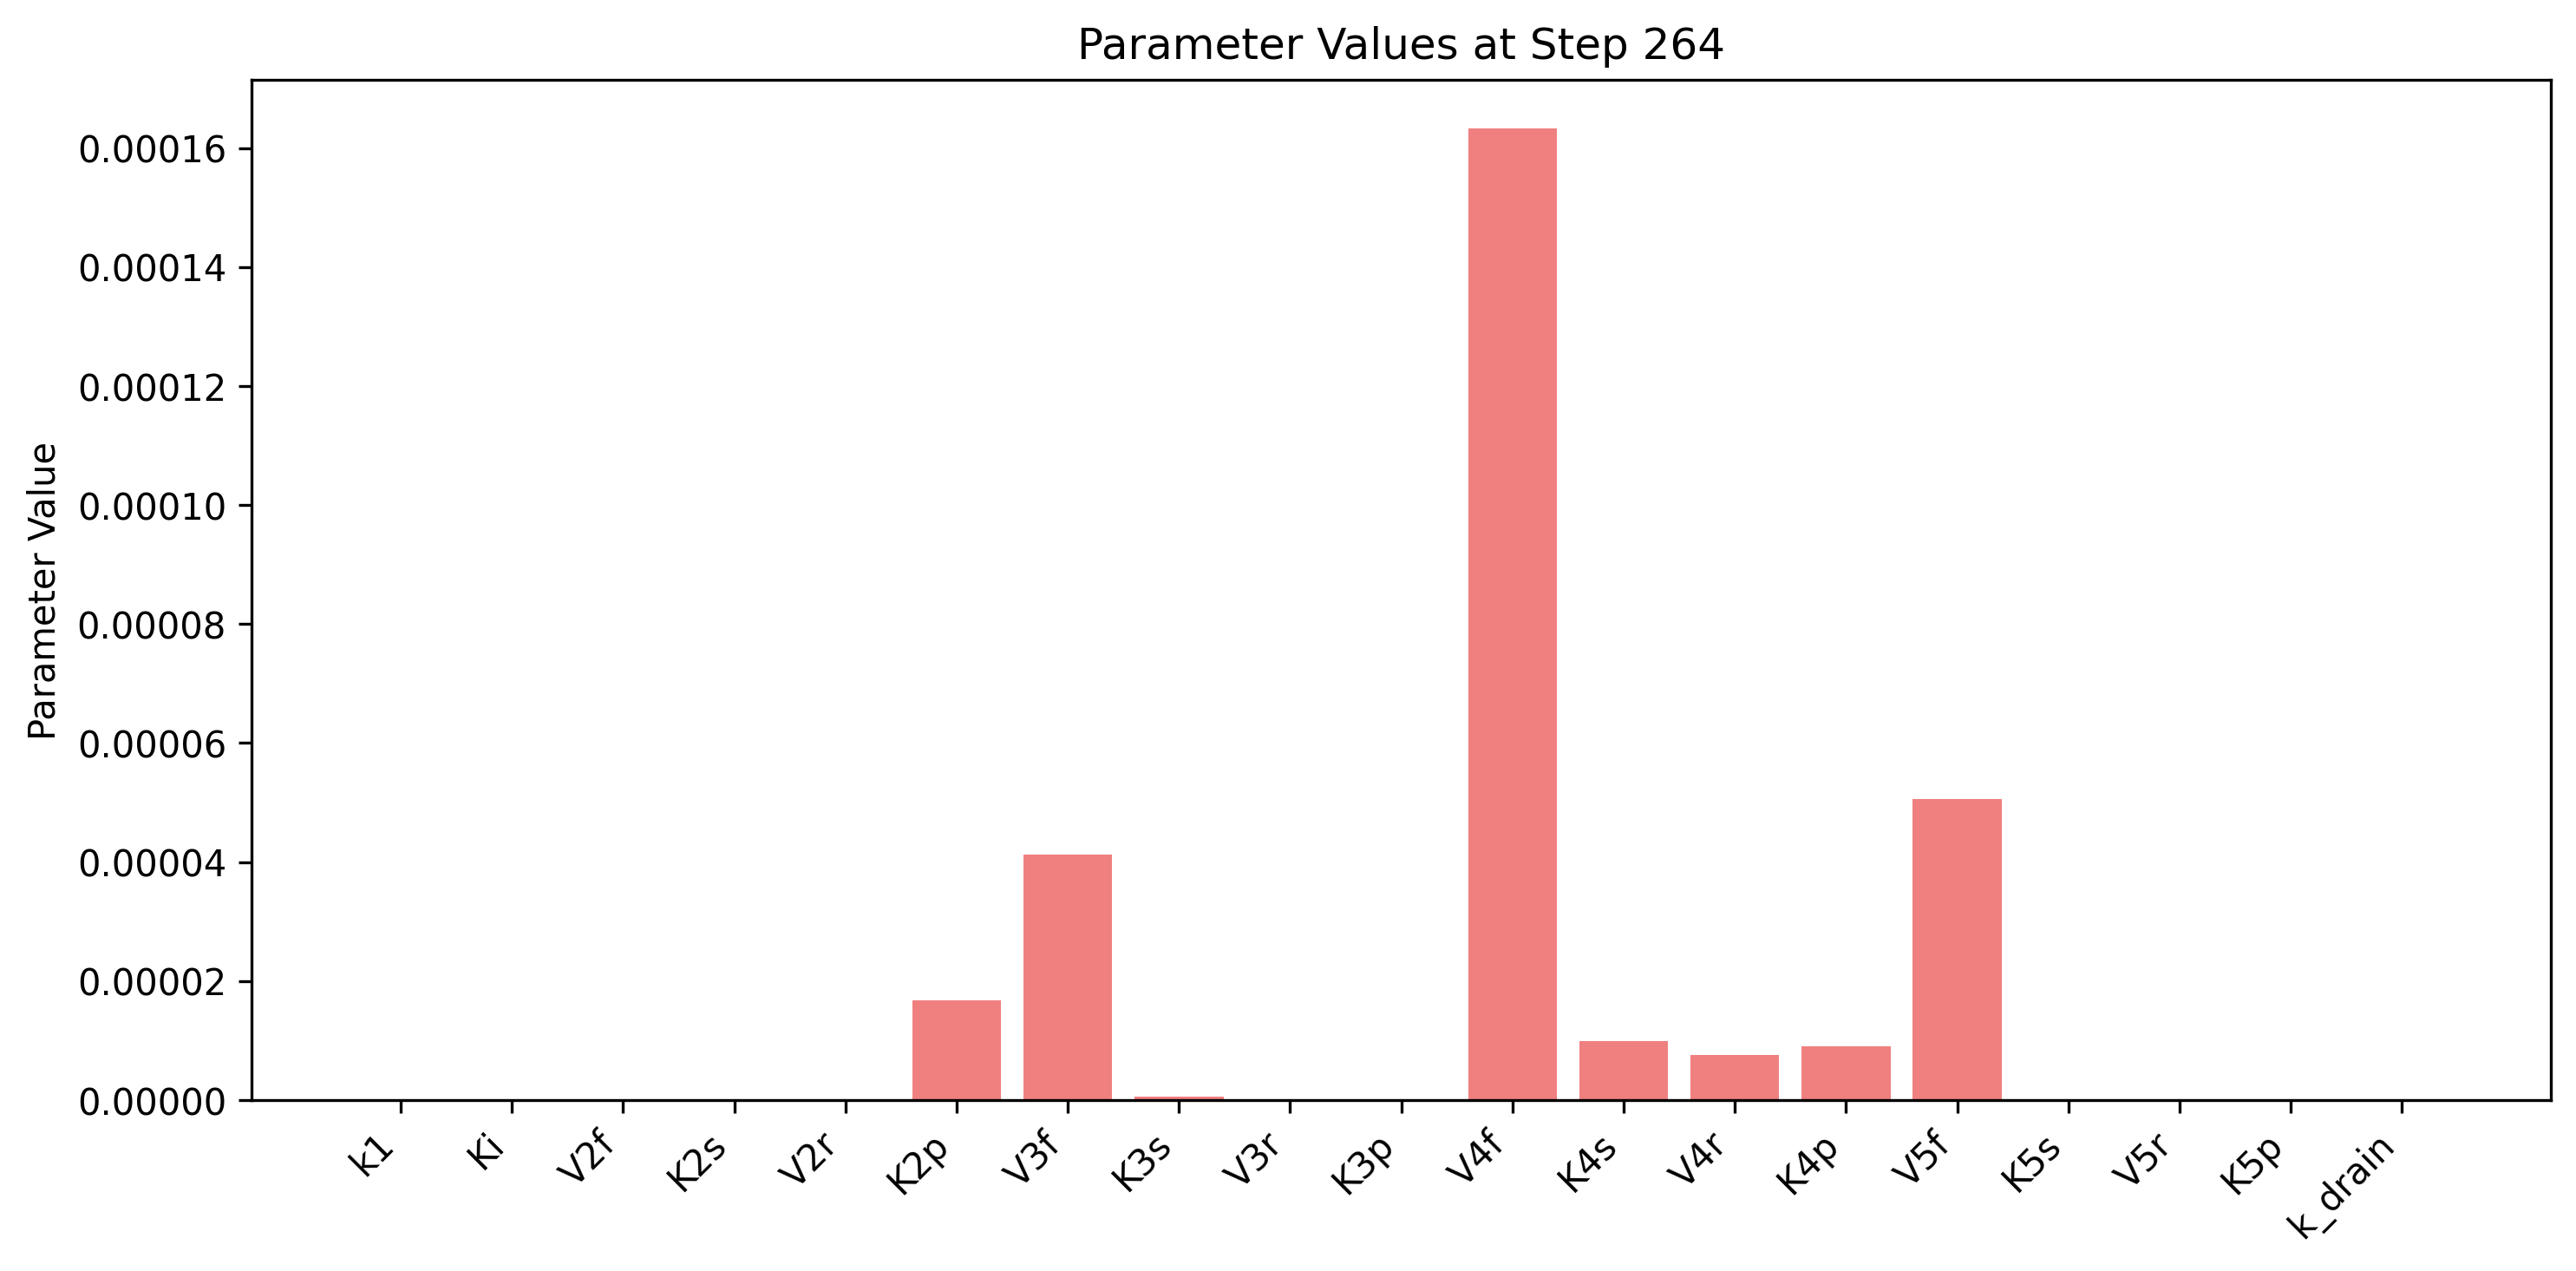 Parameter Values at Step 264
Parameter Value
0.00016
0.00014
0.00012
0.00010
0.00008
0.00006
0.00004
0.00002
0.00000
k1
Ki
V2f
K2s
V2r
K2p
V3f
K3s
V3r
K3p
V4f
K4s
V4r
K4p
V5f
K5s
V5r
K5p
k_drain